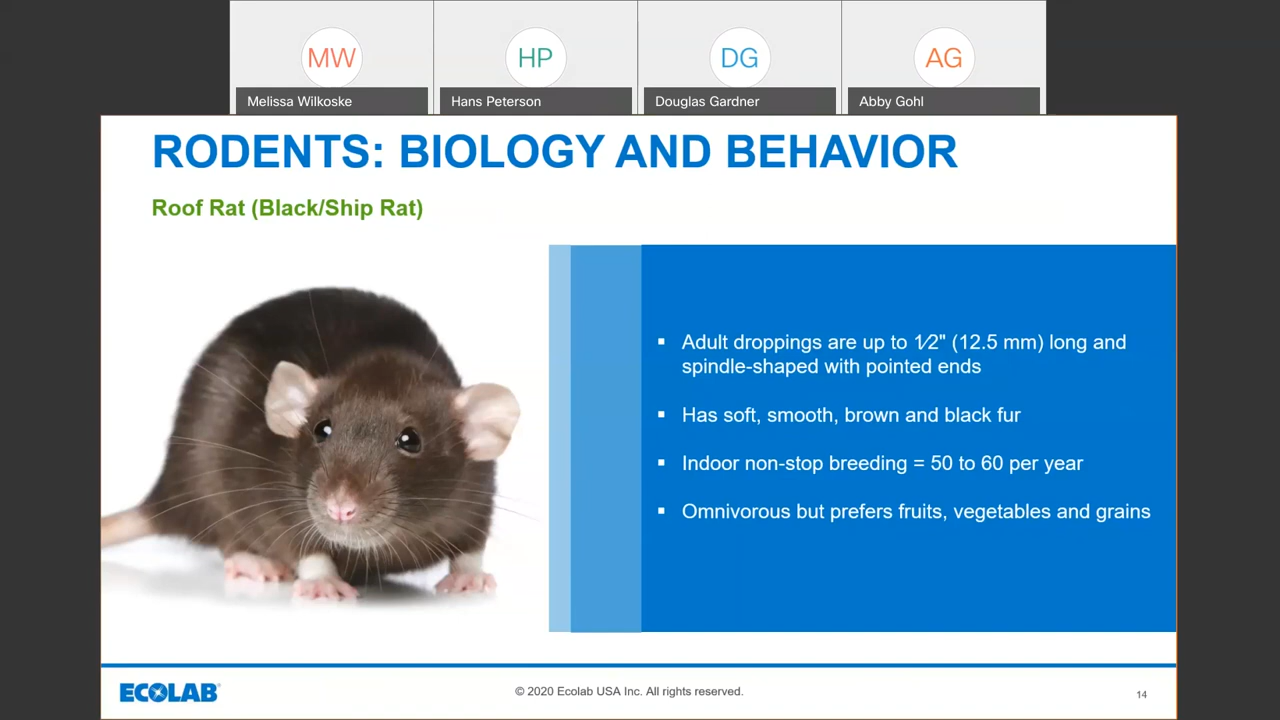 MW
HP
DG
AG
Melissa Wilkoske
Hans Peterson
Douglas Gardner
Abby Gohl
RODENTS: BIOLOGY AND BEHAVIOR
Roof Rat (Black/Ship Rat)
▪ Adult droppings are up to 1⁄2" (12.5 mm) long and
spindle-shaped with pointed ends
▪ Has soft, smooth, brown and black fur
▪ Indoor non-stop breeding = 50 to 60 per year
▪ Omnivorous but prefers fruits, vegetables and grains
ECOLAB®
© 2020 Ecolab USA Inc. All rights reserved.
14